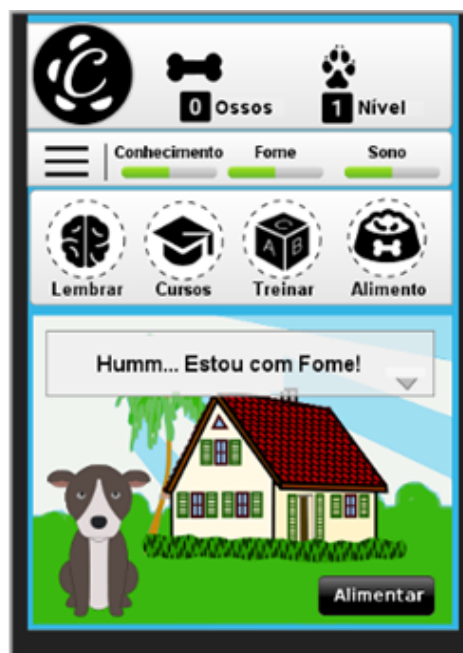 C
0 Ossos
1 Nível
Conhecimento Fome Sono
C
A B
Lembrar Cursos Treinar Alimento
Humm... Estou com Fome!
Alimentar